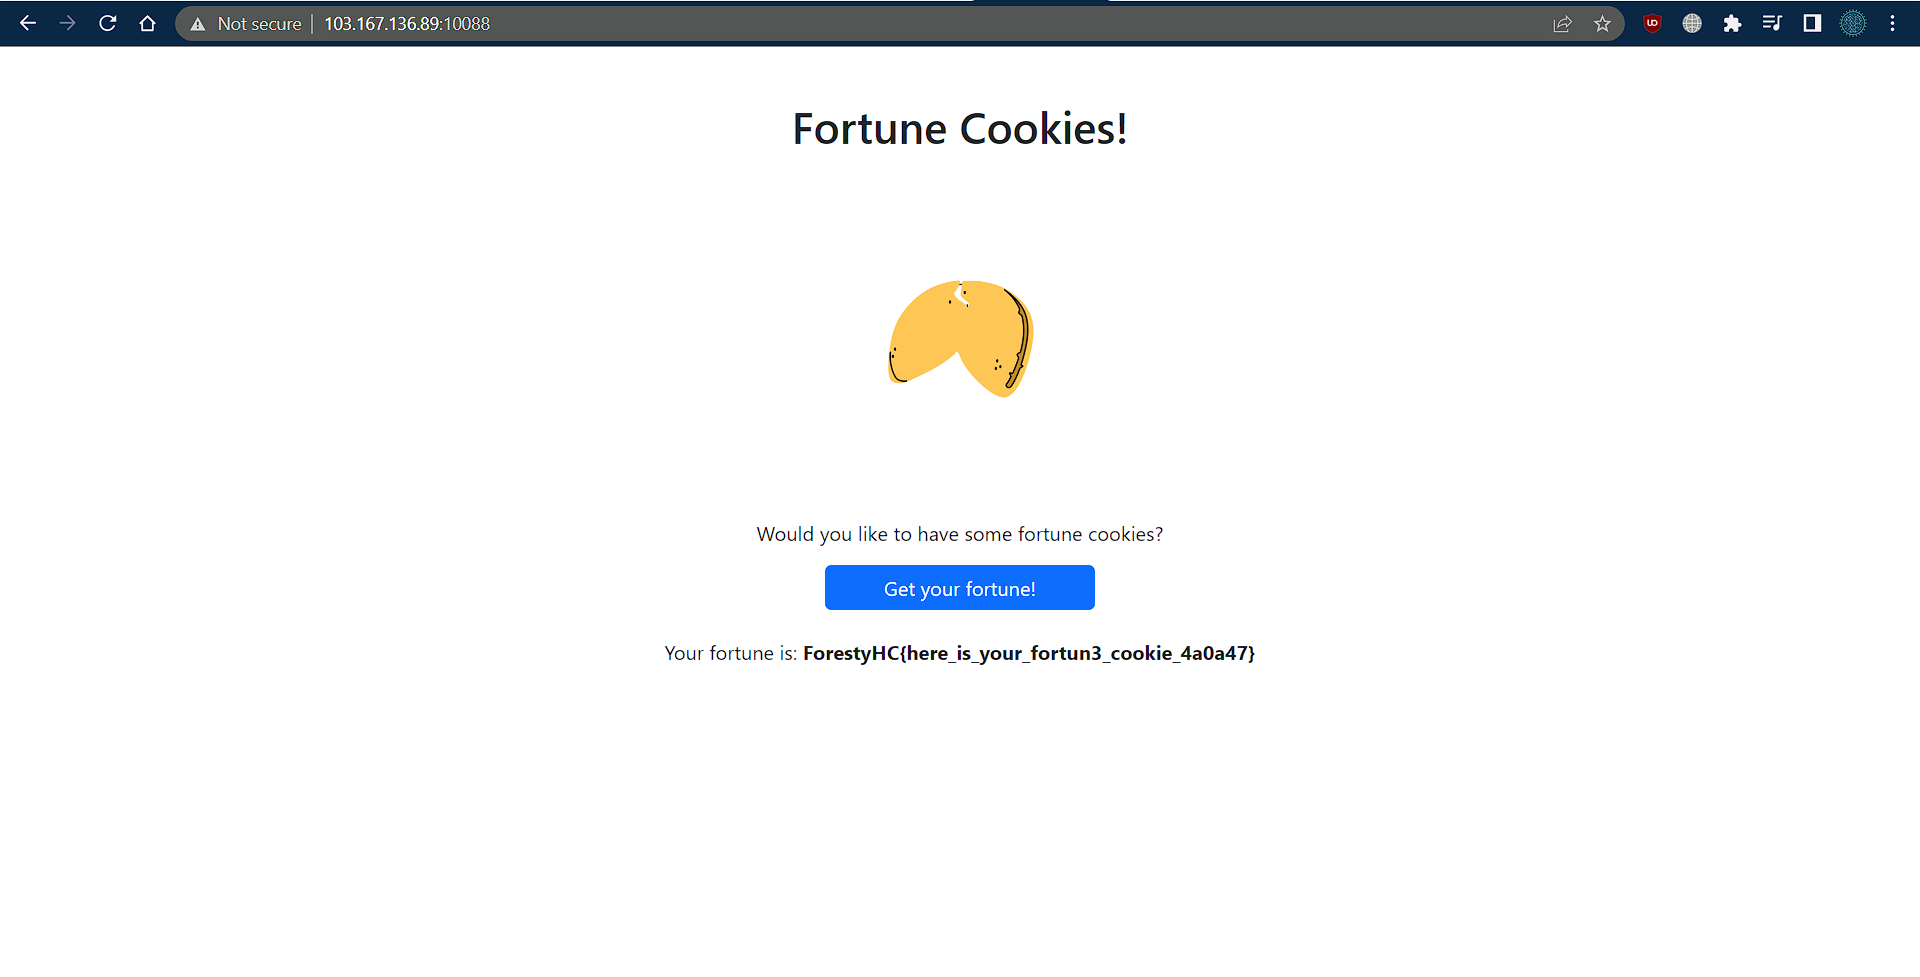 Not secure | 103.167.136.89:10088
Fortune Cookies!
Would you like to have some fortune cookies?
Get your fortune!
Your fortune is: ForestyHC{here_is_your_fortun3_cookie_4a0a47}